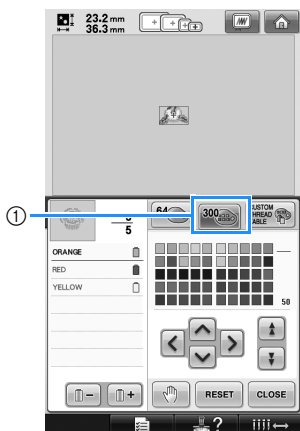 23.2 mm
36.3 mm
64
300
CUSTOM
THREAD
TABLE
1
5
ORANGE
RED
YELLOW
50
RESET
CLOSE
?